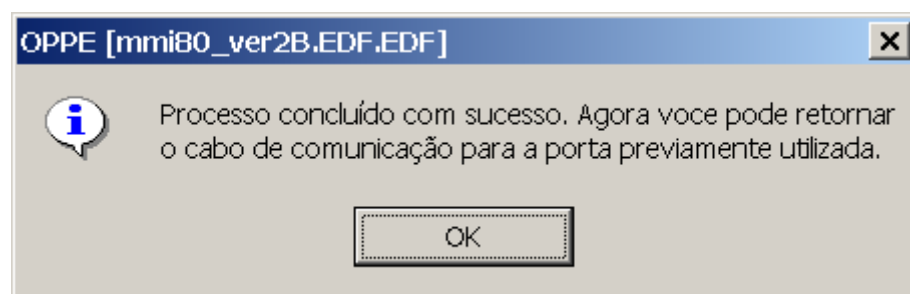 OPPE [mmi80_ver2B.EDF.EDF]
Processo concluído com sucesso. Agora voce pode retornar
o cabo de comunicação para a porta previamente utilizada.
OK